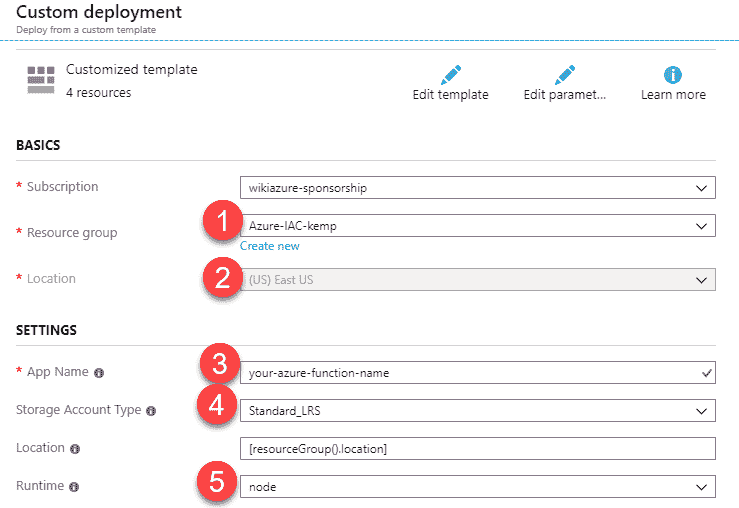 Custom deployment
Deploy from a custom template
Customized template
4 resources
Edit template
Edit paramet...
Learn more
BASICS
* Subscription
wikiazure-sponsorship
* Resource group
1
Azure-IAC-kemp
Create new
* Location
2
(US) East US
SETTINGS
* App Name
3
your-azure-function-name
Storage Account Type
4
Standard_LRS
Location
[resourceGroup().location]
Runtime
5
node